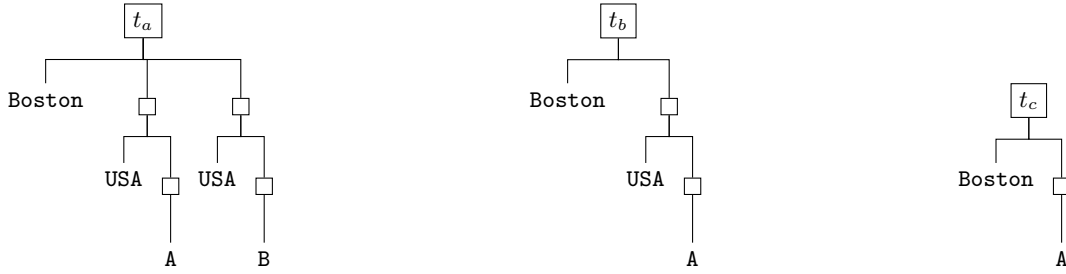 t_a t_b
t_c
Boston Boston
USA USA USA Boston
A B A A